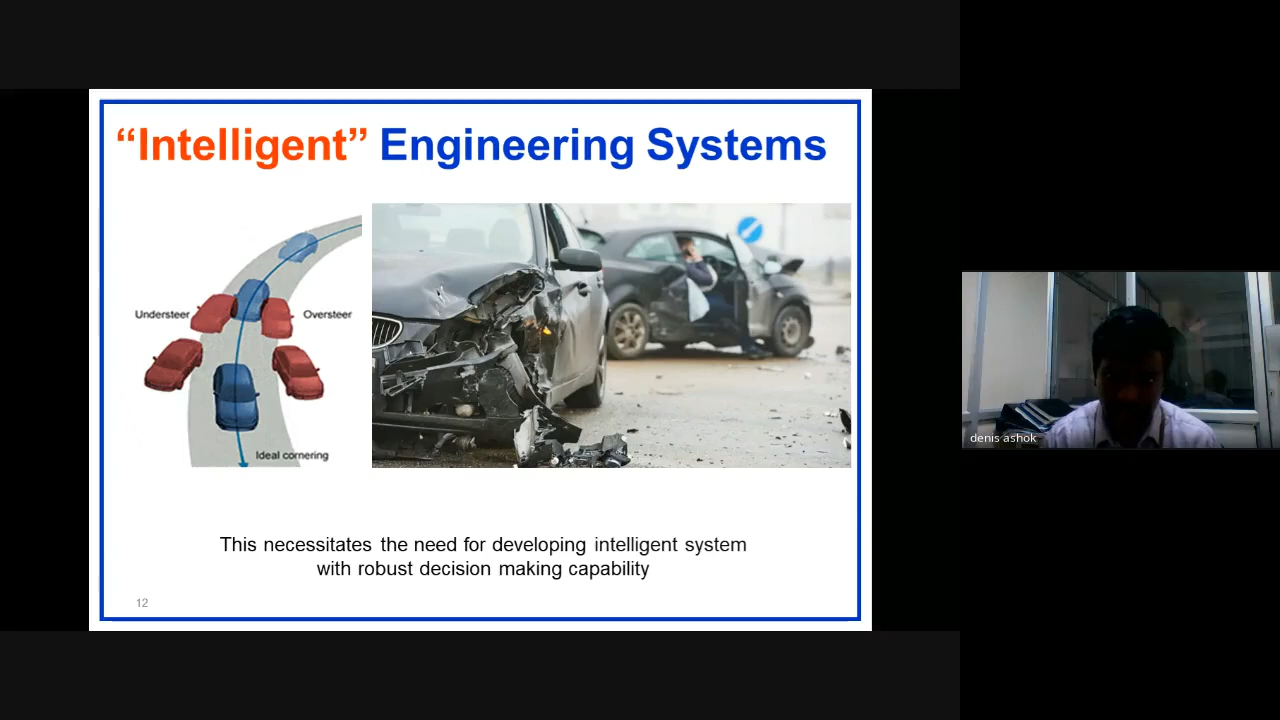 “Intelligent” Engineering Systems
Understeer
Oversteer
Ideal cornering
This necessitates the need for developing intelligent system
with robust decision making capability
12
denis ashok